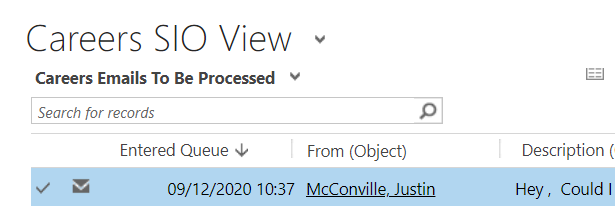 Careers SIO View
Careers Emails To Be Processed
Search for records
Entered Queue From (Object) Description (
09/12/2020 10:37 McConville, Justin Hey , Could I